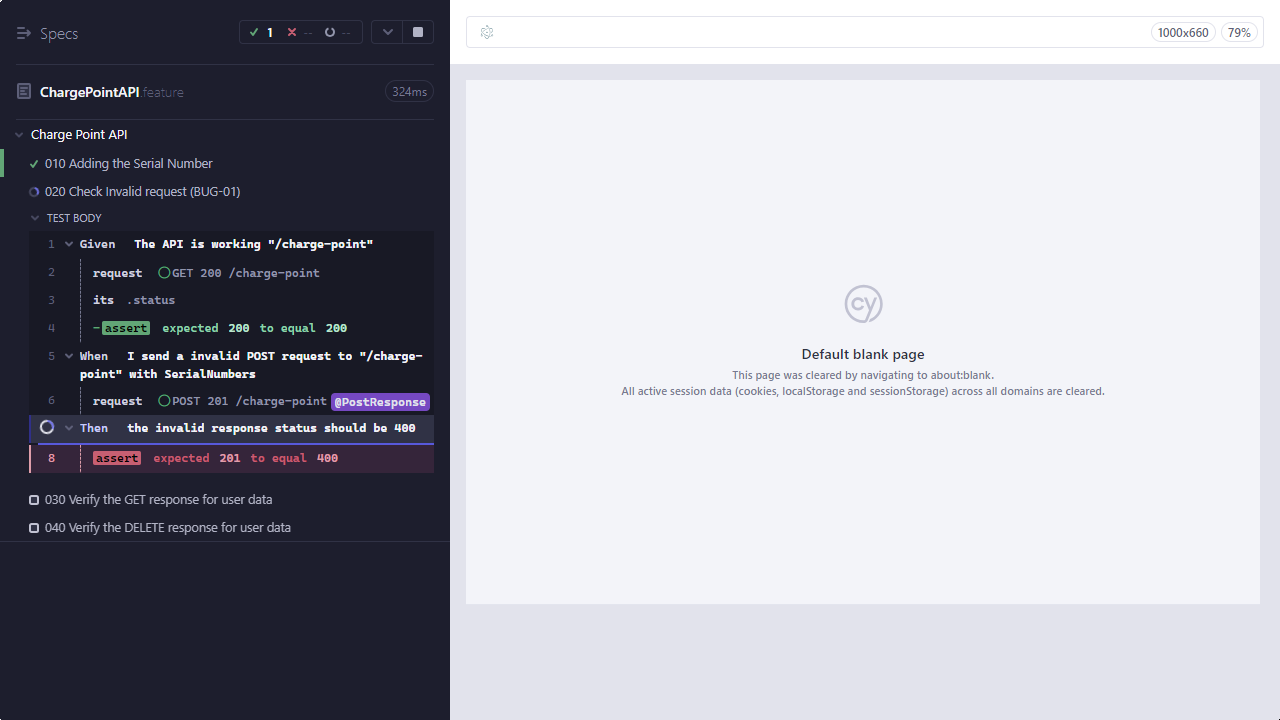 Specs
1 -- --
ChargePointAPI.feature 324ms
Charge Point API
010 Adding the Serial Number
020 Check Invalid request (BUG-01)
TEST BODY
1 Given The API is working "/charge-point"
2 request GET 200 /charge-point
3 its .status
4 -assert expected 200 to equal 200
5 When I send a invalid POST request to "/charge-
point" with SerialNumbers
6 request POST 201 /charge-point @PostResponse
Then the invalid response status should be 400
8 assert expected 201 to equal 400
030 Verify the GET response for user data
040 Verify the DELETE response for user data
1000x660 79%
cy
Default blank page
This page was cleared by navigating to about:blank.
All active session data (cookies, localStorage and sessionStorage) across all domains are cleared.